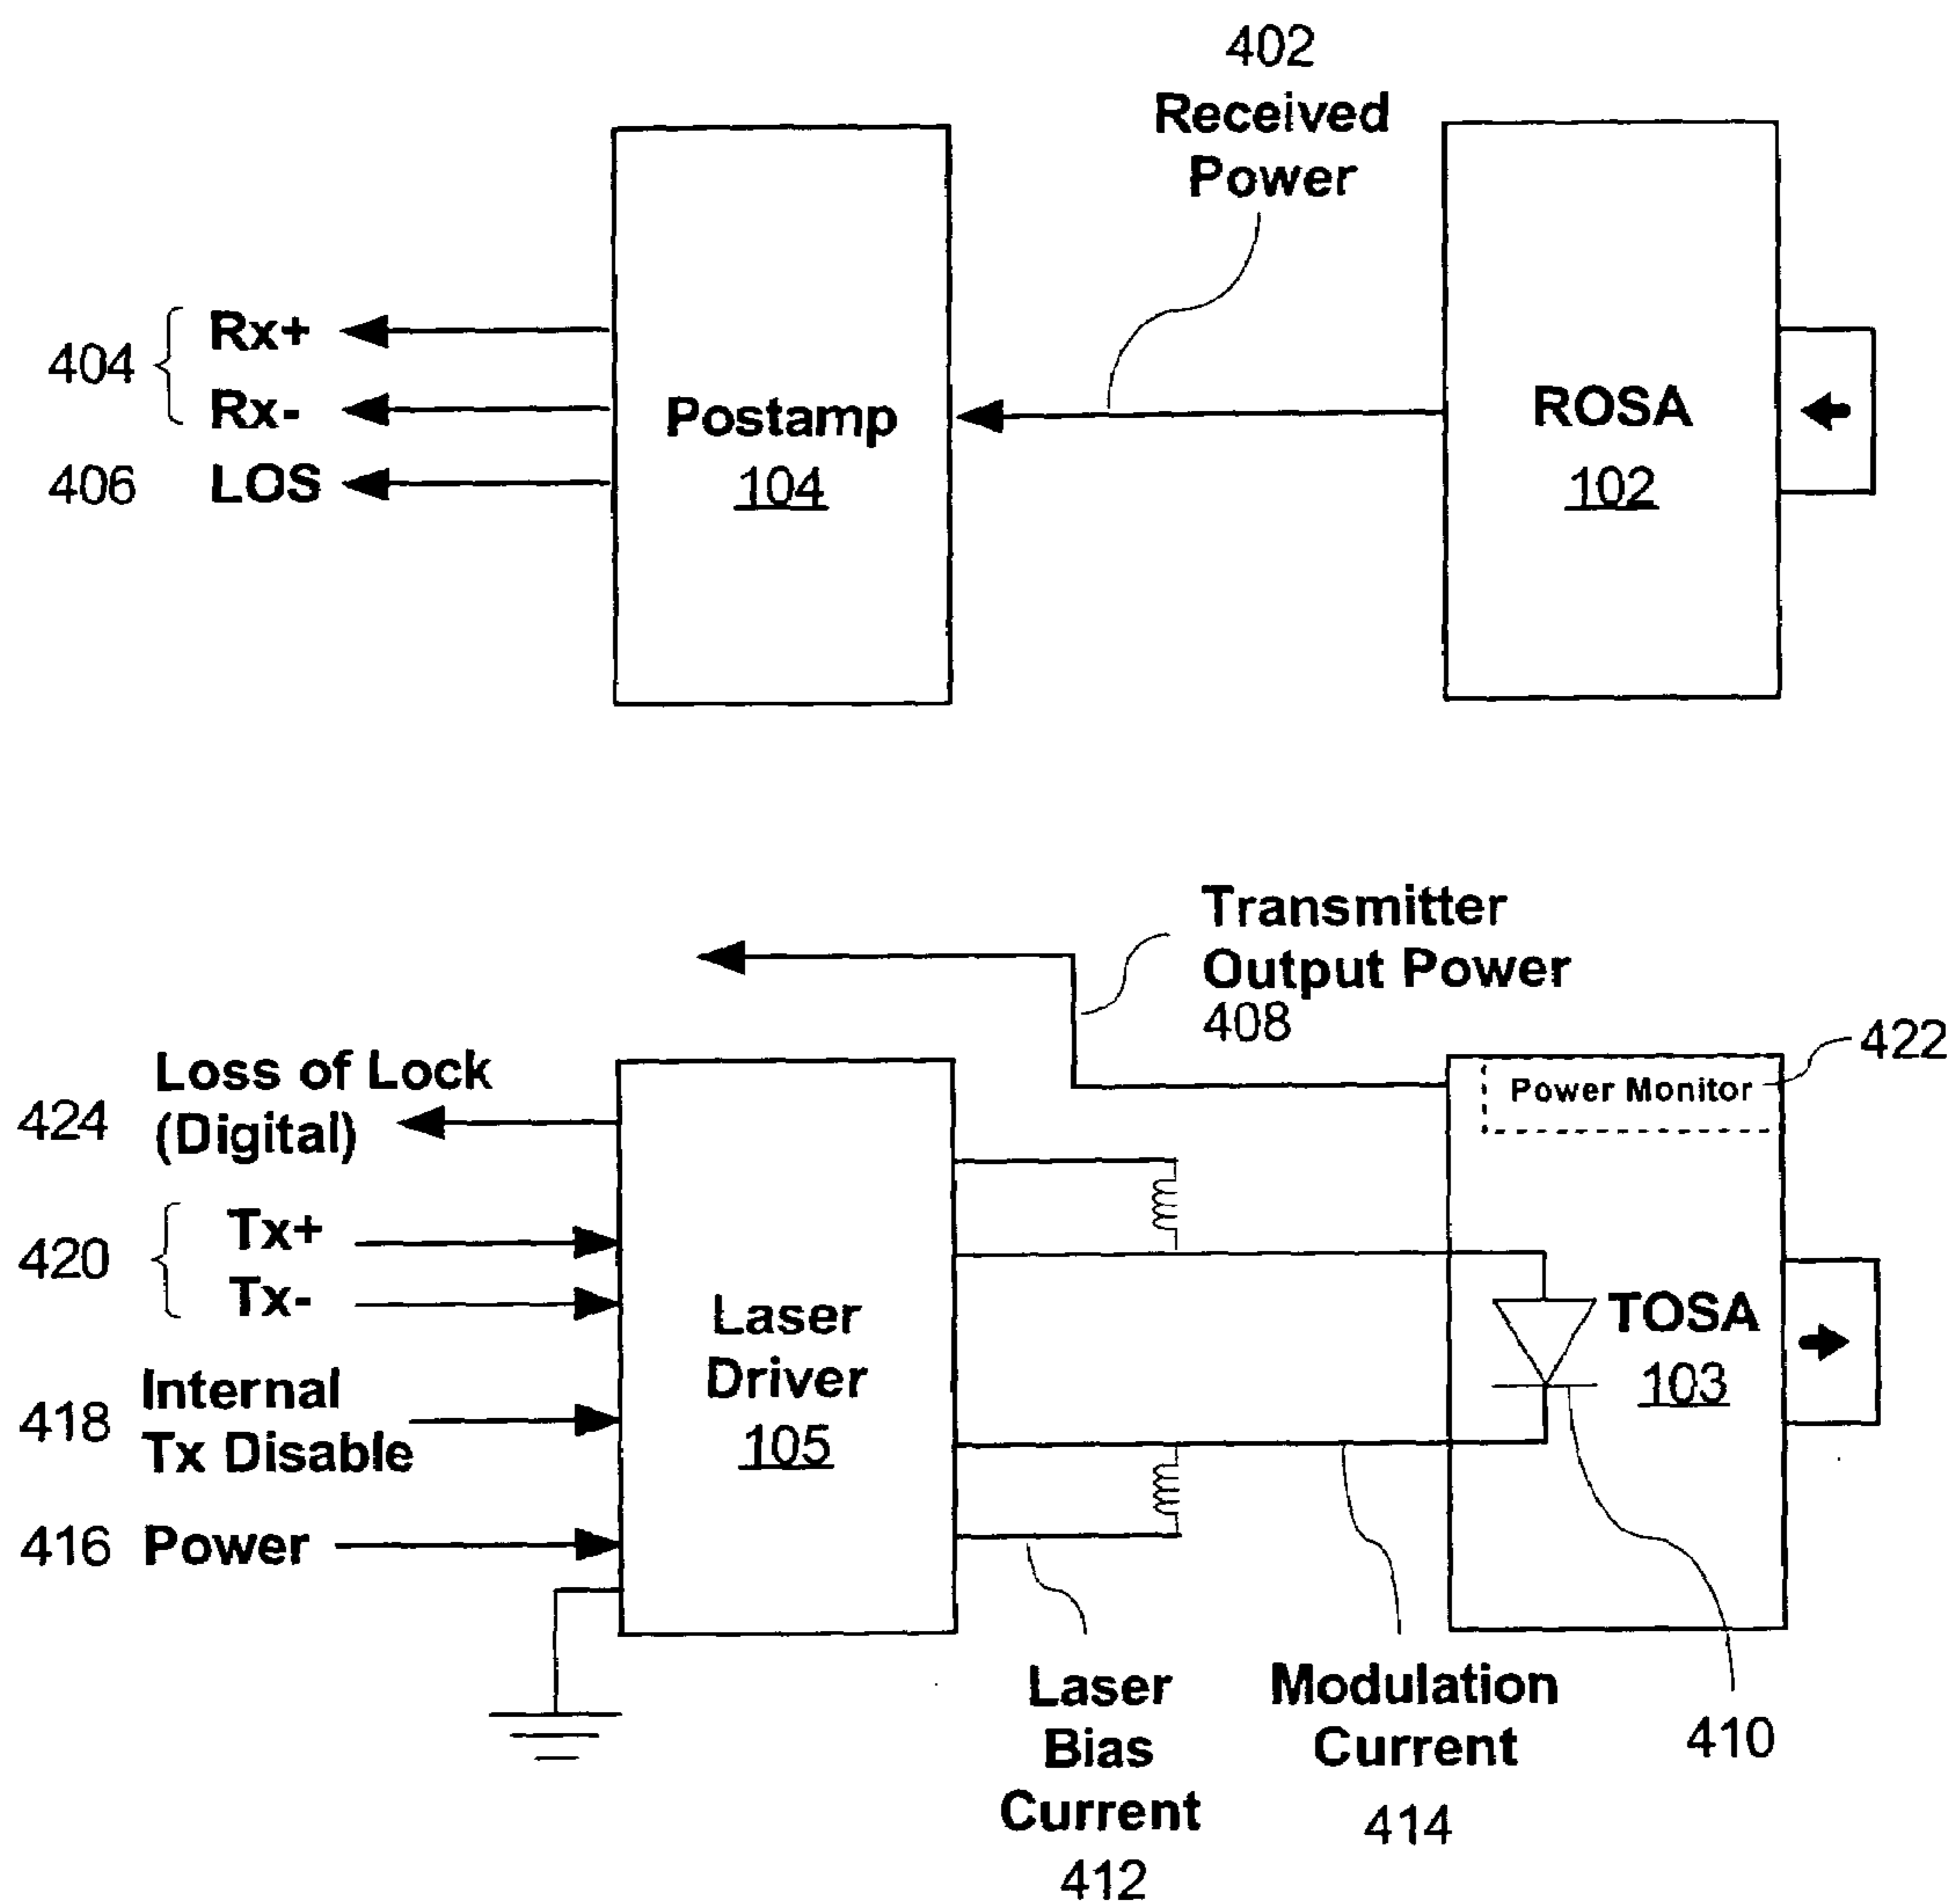 402
Received
Power
404
Rx+
Rx-
406 LOS
Postamp
104
ROSA
102
Transmitter
Output Power
408
422
Power Monitor
Loss of Lock
424 (Digital)
420
Tx+
Tx-
Internal
418 Tx Disable
416 Power
Laser
Driver
105
TOSA
103
Laser
Bias
Current
412
Modulation
Current
414
410